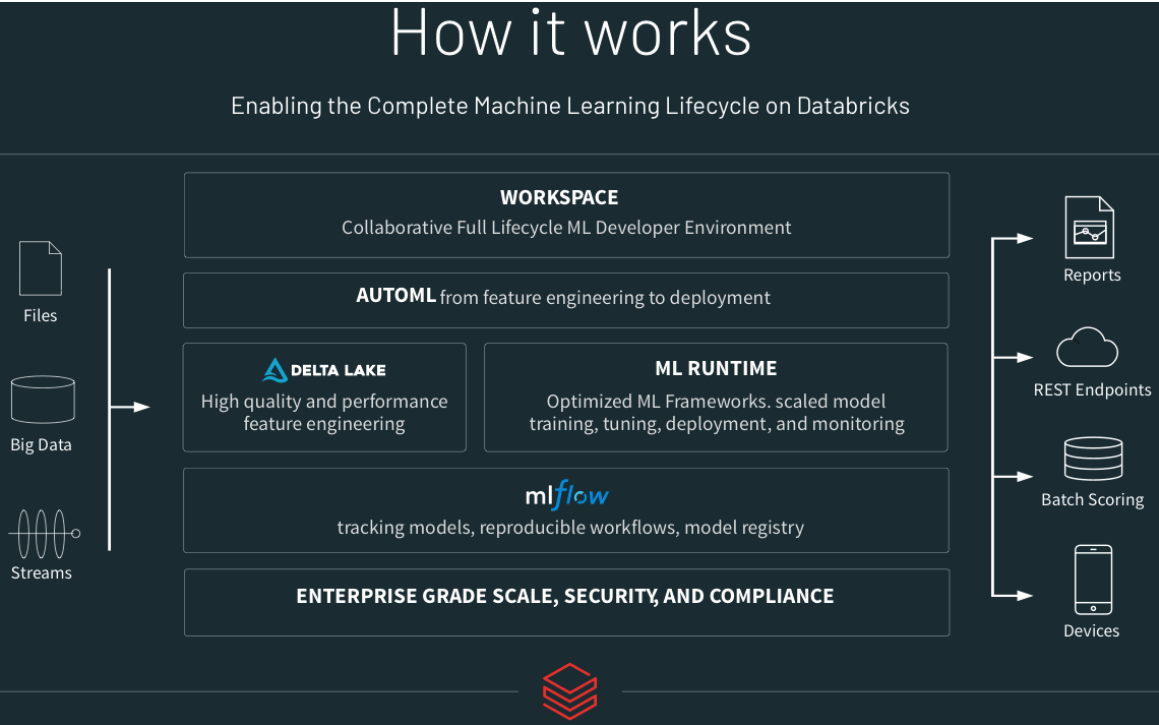 How it works
Enabling the Complete Machine Learning Lifecycle on Databricks
Files
Big Data
Streams
WORKSPACE
Collaborative Full Lifecycle ML Developer Environment
AUTOML from feature engineering to deployment
DELTA LAKE
High quality and performance
feature engineering
ML RUNTIME
Optimized ML Frameworks. scaled model
training, tuning, deployment, and monitoring
mlflow
tracking models, reproducible workflows, model registry
ENTERPRISE GRADE SCALE, SECURITY, AND COMPLIANCE
Reports
REST Endpoints
Batch Scoring
Devices